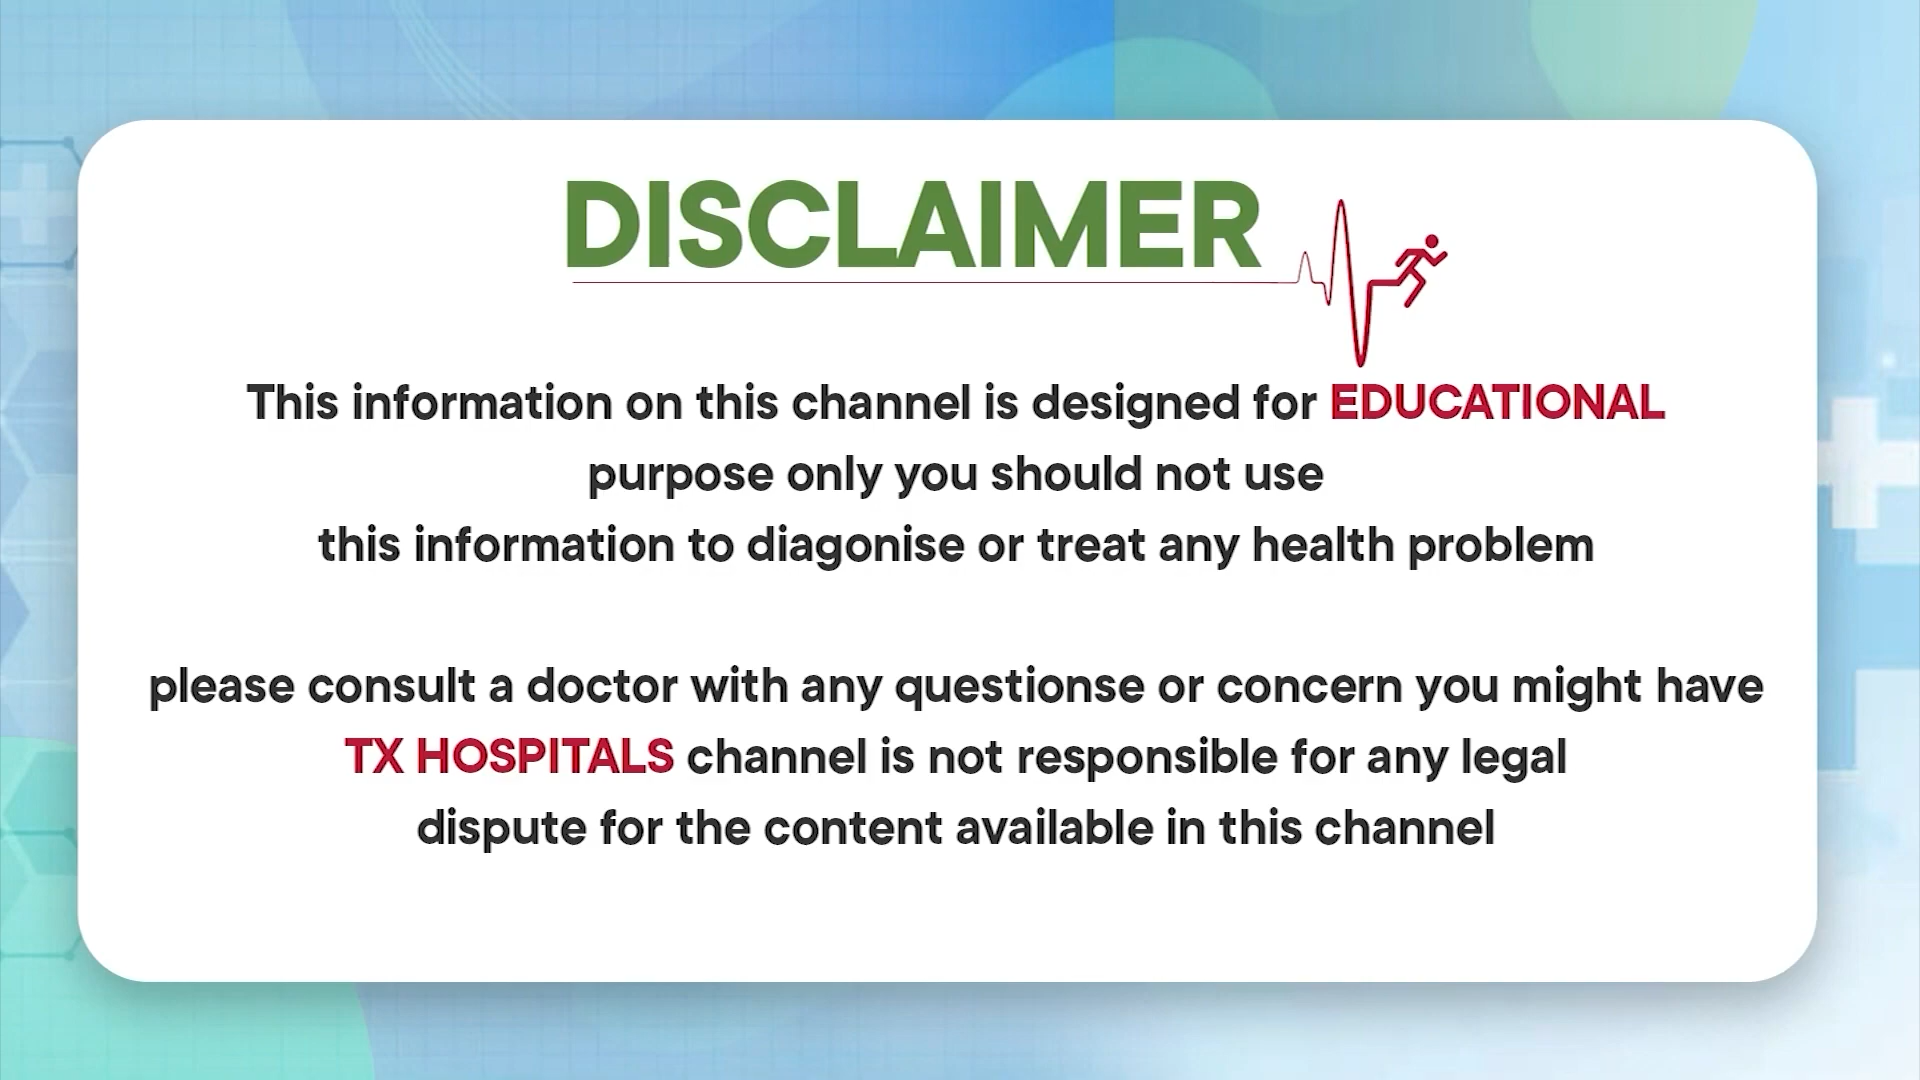 DISCLAIMER
This information on this channel is designed for EDUCATIONAL
purpose only you should not use
this information to diagonise or treat any health problem
please consult a doctor with any questionse or concern you might have
TX HOSPITALS channel is not responsible for any legal
dispute for the content available in this channel